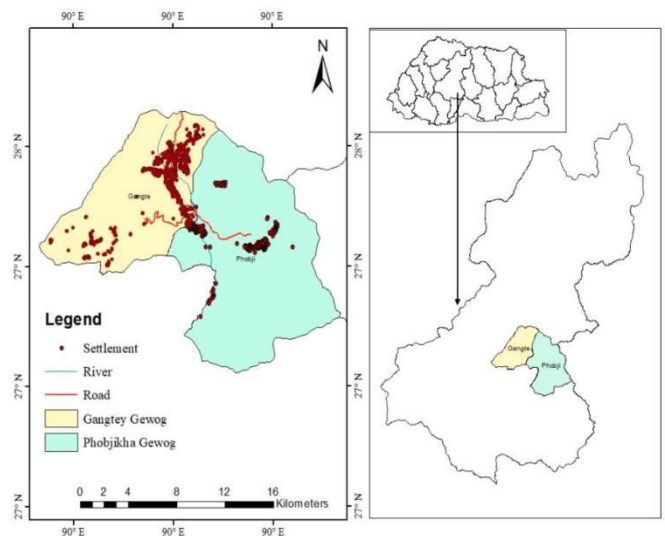 90° E 90° E 90° E
N
28° N
28° N
Gangte
27° N
27° N
Phobji
Legend
Settlement
River
Road
Gangtey Gewog
Phobjikha Gewog
27° N
27° N
0 2 4 8 12 16
Kilometers
27° N
27° N
90° E 90° E 90° E
Gangte
Phobji